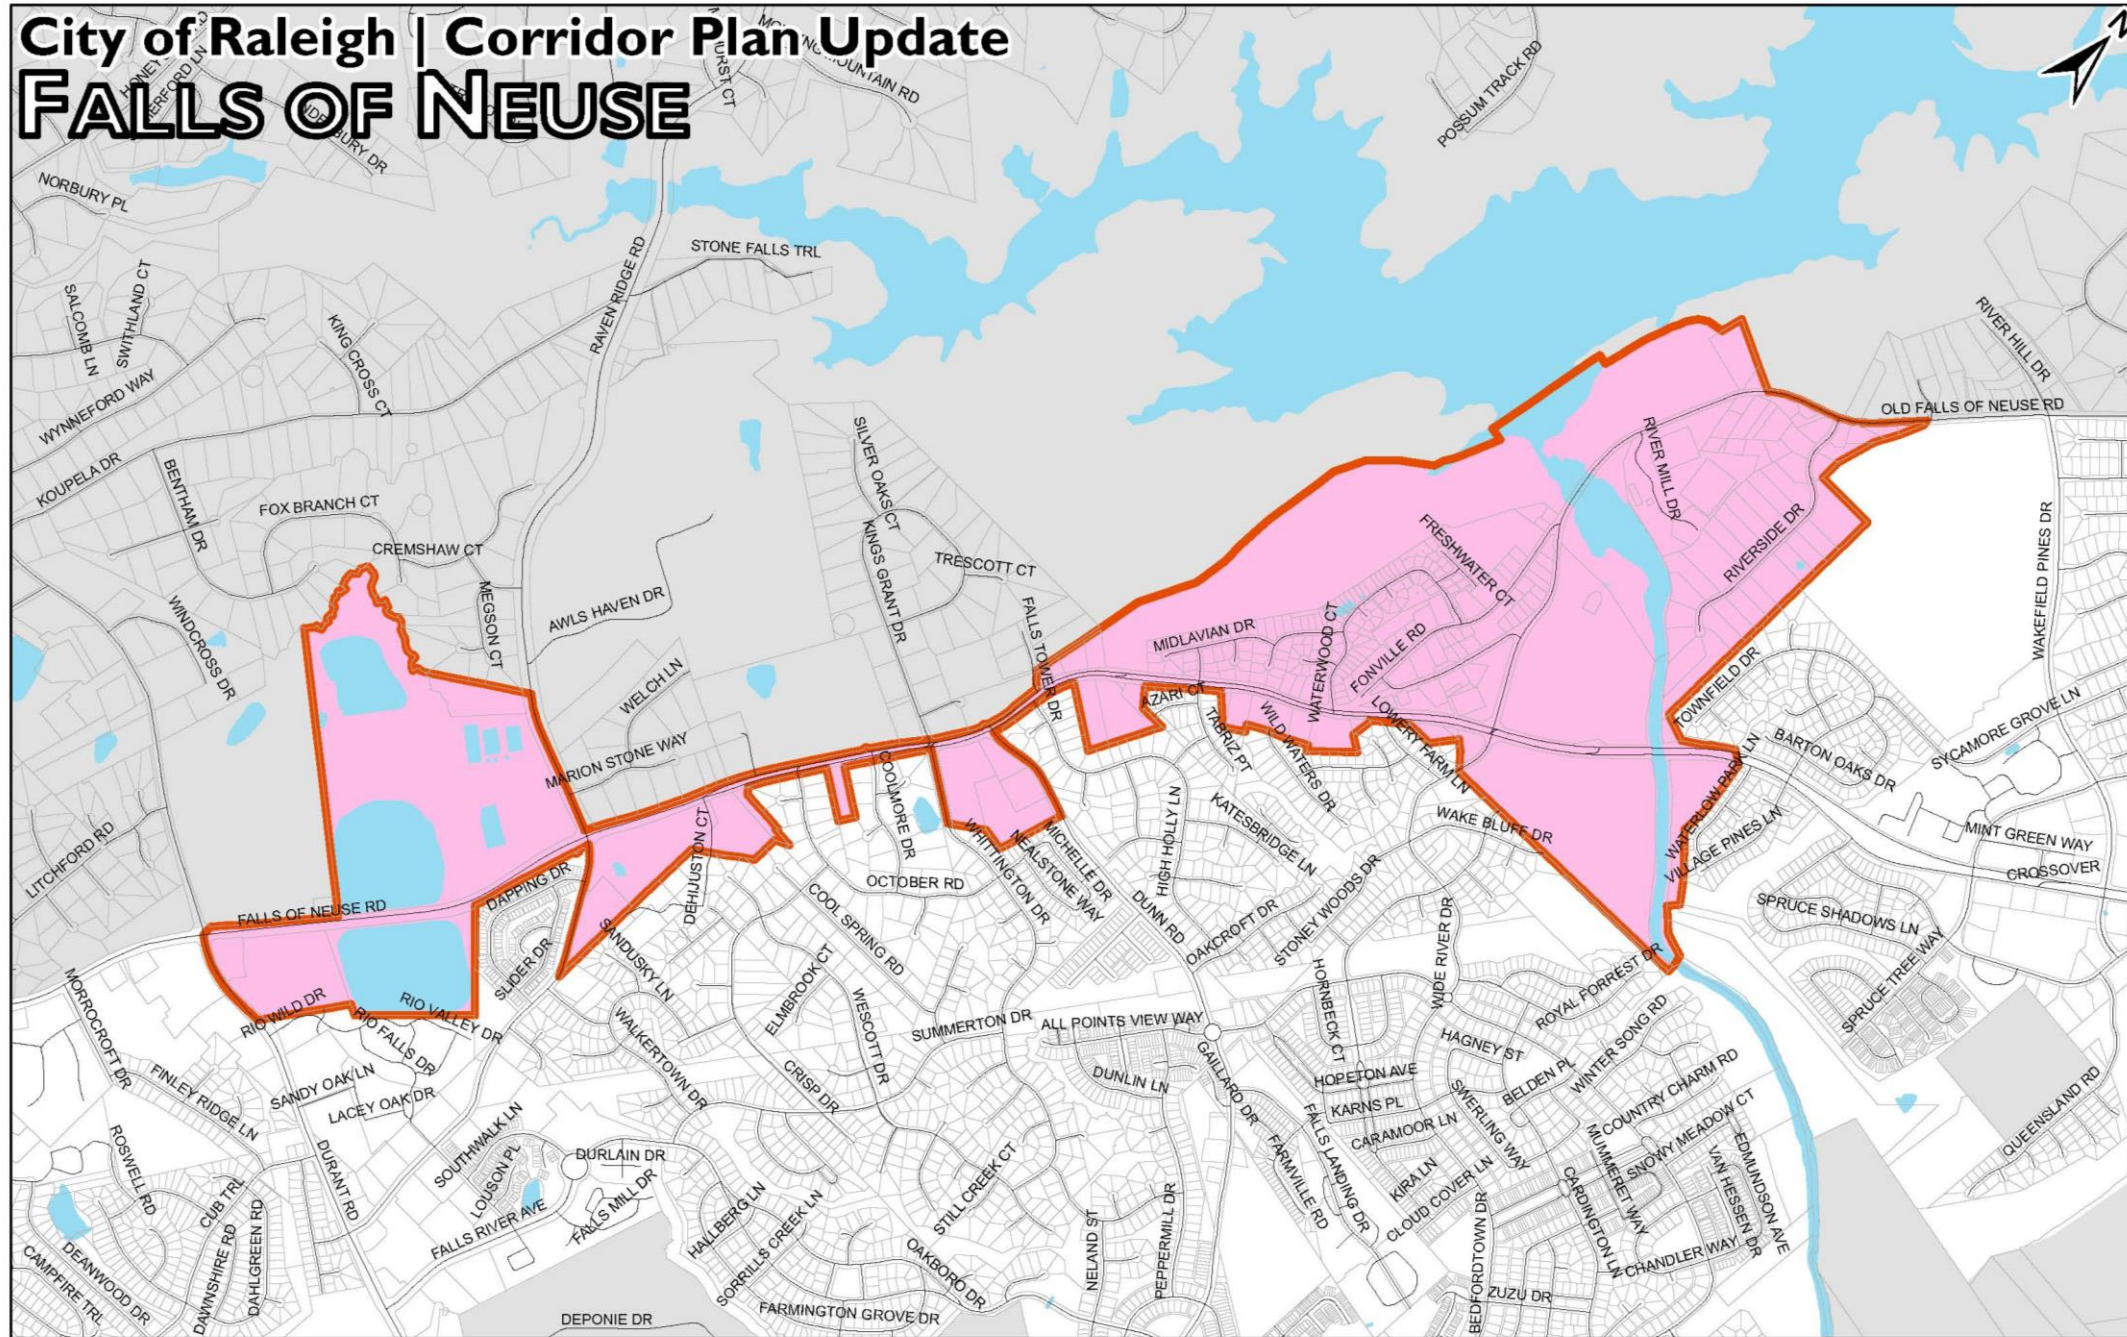 City of Raleigh | Corridor Plan Update
FALLS OF NEUSE
N
POSSUM TRACK RD
NORBURY PL
STONE FALLS TRL
RAVEN RIDGE RD
SALCOMB LN
SWITHLAND CT
KING CROSS CT
WYNNEFORD WAY
KOUPELA DR
BENTHAM DR
FOX BRANCH CT
CREMSHAW CT
MEGSON CT
AWLS HAVEN DR
WINDCROSS DR
WELCH LN
MARION STONE WAY
LITCHFORD RD
FALLS OF NEUSE RD
SILVER OAKS CT
KINGS GRANT DR
TRESCOTT CT
FALLS TOWER DR
RIVER HILL DR
OLD FALLS OF NEUSE RD
RIVER MILL DR
RIVERSIDE DR
FRESHWATER CT
MIDLAVIAN DR
WATERWOOD CT
FONVILLE RD
LOWERY FARM LN
AZARI CT
TABRIZ PT
WILD WATERS DR
WAKEFIELD PINES DR
TOWNFIELD DR
SYCAMORE GROVE LN
BARTON OAKS DR
WATERLOW PARK LN
VILLAGE PINES LN
MINT GREEN WAY
CROSSOVER
SPRUCE SHADOWS LN
SPRUCE TREE WAY
QUEENSLAND RD
DAPPING DR
SLIDER DR
SANDUSKY LN
DEHIJUSTON CT
COOLMORE DR
OCTOBER RD
WHITTINGTON DR
NEALSTONE WAY
MICHELLE DR
HIGH HOLLY LN
KATESBRIDGE LN
WAKE BLUFF DR
DUNN RD
OAKCROFT DR
STONEY WOODS DR
COOL SPRING RD
ELMBROOK CT
WESCOTT DR
SUMMERTON DR
ALL POINTS VIEW WAY
HORNBECK CT
WIDE RIVER DR
ROYAL FORREST DR
WINTER SONG RD
HAGNEY ST
BELDEN PL
COUNTRY CHARM RD
SNOWY MEADOW CT
MORROCROFT DR
RIO WILD DR
RIO FALLS DR
RIO VALLEY DR
FINLEY RIDGE LN
SANDY OAK LN
LACEY OAK DR
WALKERTOWN DR
CRISP DR
DUNLIN LN
GAILLARD DR
HOPETON AVE
KARNS PL
CARAMOOR LN
SWERLING WAY
KIRA LN
CLOUD COVER LN
FALLS LANDING DR
FARMVILLE RD
MUMMERET WAY
CARDINGTON LN
VAN HESSEN DR
EDMUNDSON AVE
CHANDLER WAY
ZUZU DR
BEDFORDTOWN DR
ROSWELL RD
CUB TRL
DURANT RD
SOUTHWALK LN
LOUSON PL
DURLAIN DR
FALLS RIVER AVE
FALLS MILL DR
HALLBERG LN
SORRILLS CREEK LN
STILL CREEK CT
OAKBORO DR
NELAND ST
PEPPERMILL DR
FARMINGTON GROVE DR
DEPONIE DR
DEANWOOD DR
CAMPFIRE TRL
DAWNSHIRE RD
DAHLGREEN RD